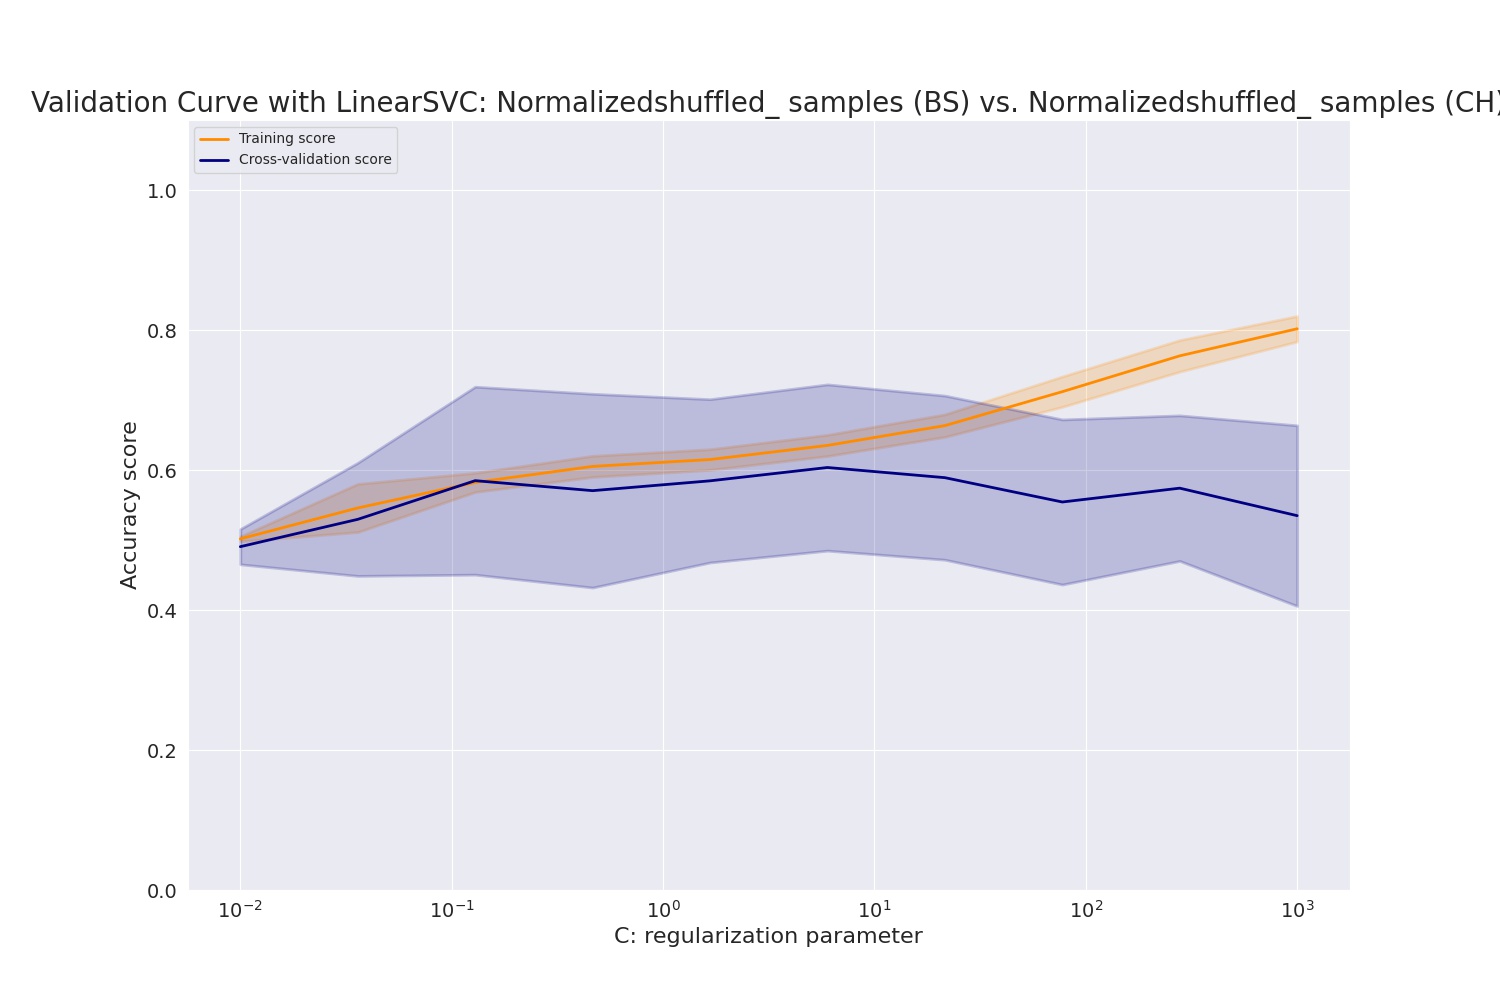 Validation Curve with LinearSVC: Normalizedshuffled_ samples (BS) vs. Normalizedshuffled_ samples (CH)
Training score
Cross-validation score
1.0
0.8
0.6
0.4
0.2
0.0
Accuracy score
10⁻² 10⁻¹ 10⁰ 10¹ 10² 10³
C: regularization parameter